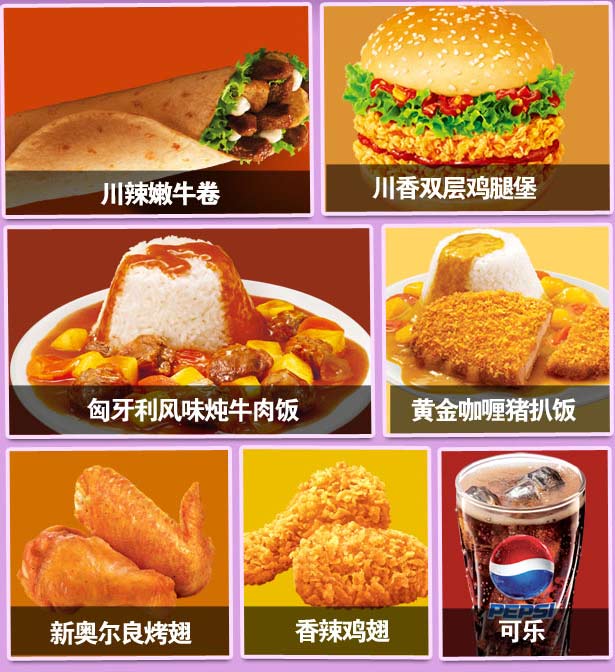 川辣嫩牛卷
川香双层鸡腿堡
匈牙利风味炖牛肉饭
黄金咖喱猪扒饭
新奥尔良烤翅
香辣鸡翅
PEPSI
可乐